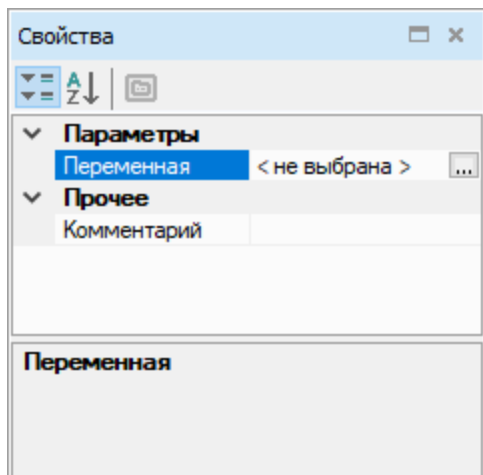 Свойства
A
Z
Параметры
Переменная < не выбрана > ...
Прочее
Комментарий
Переменная